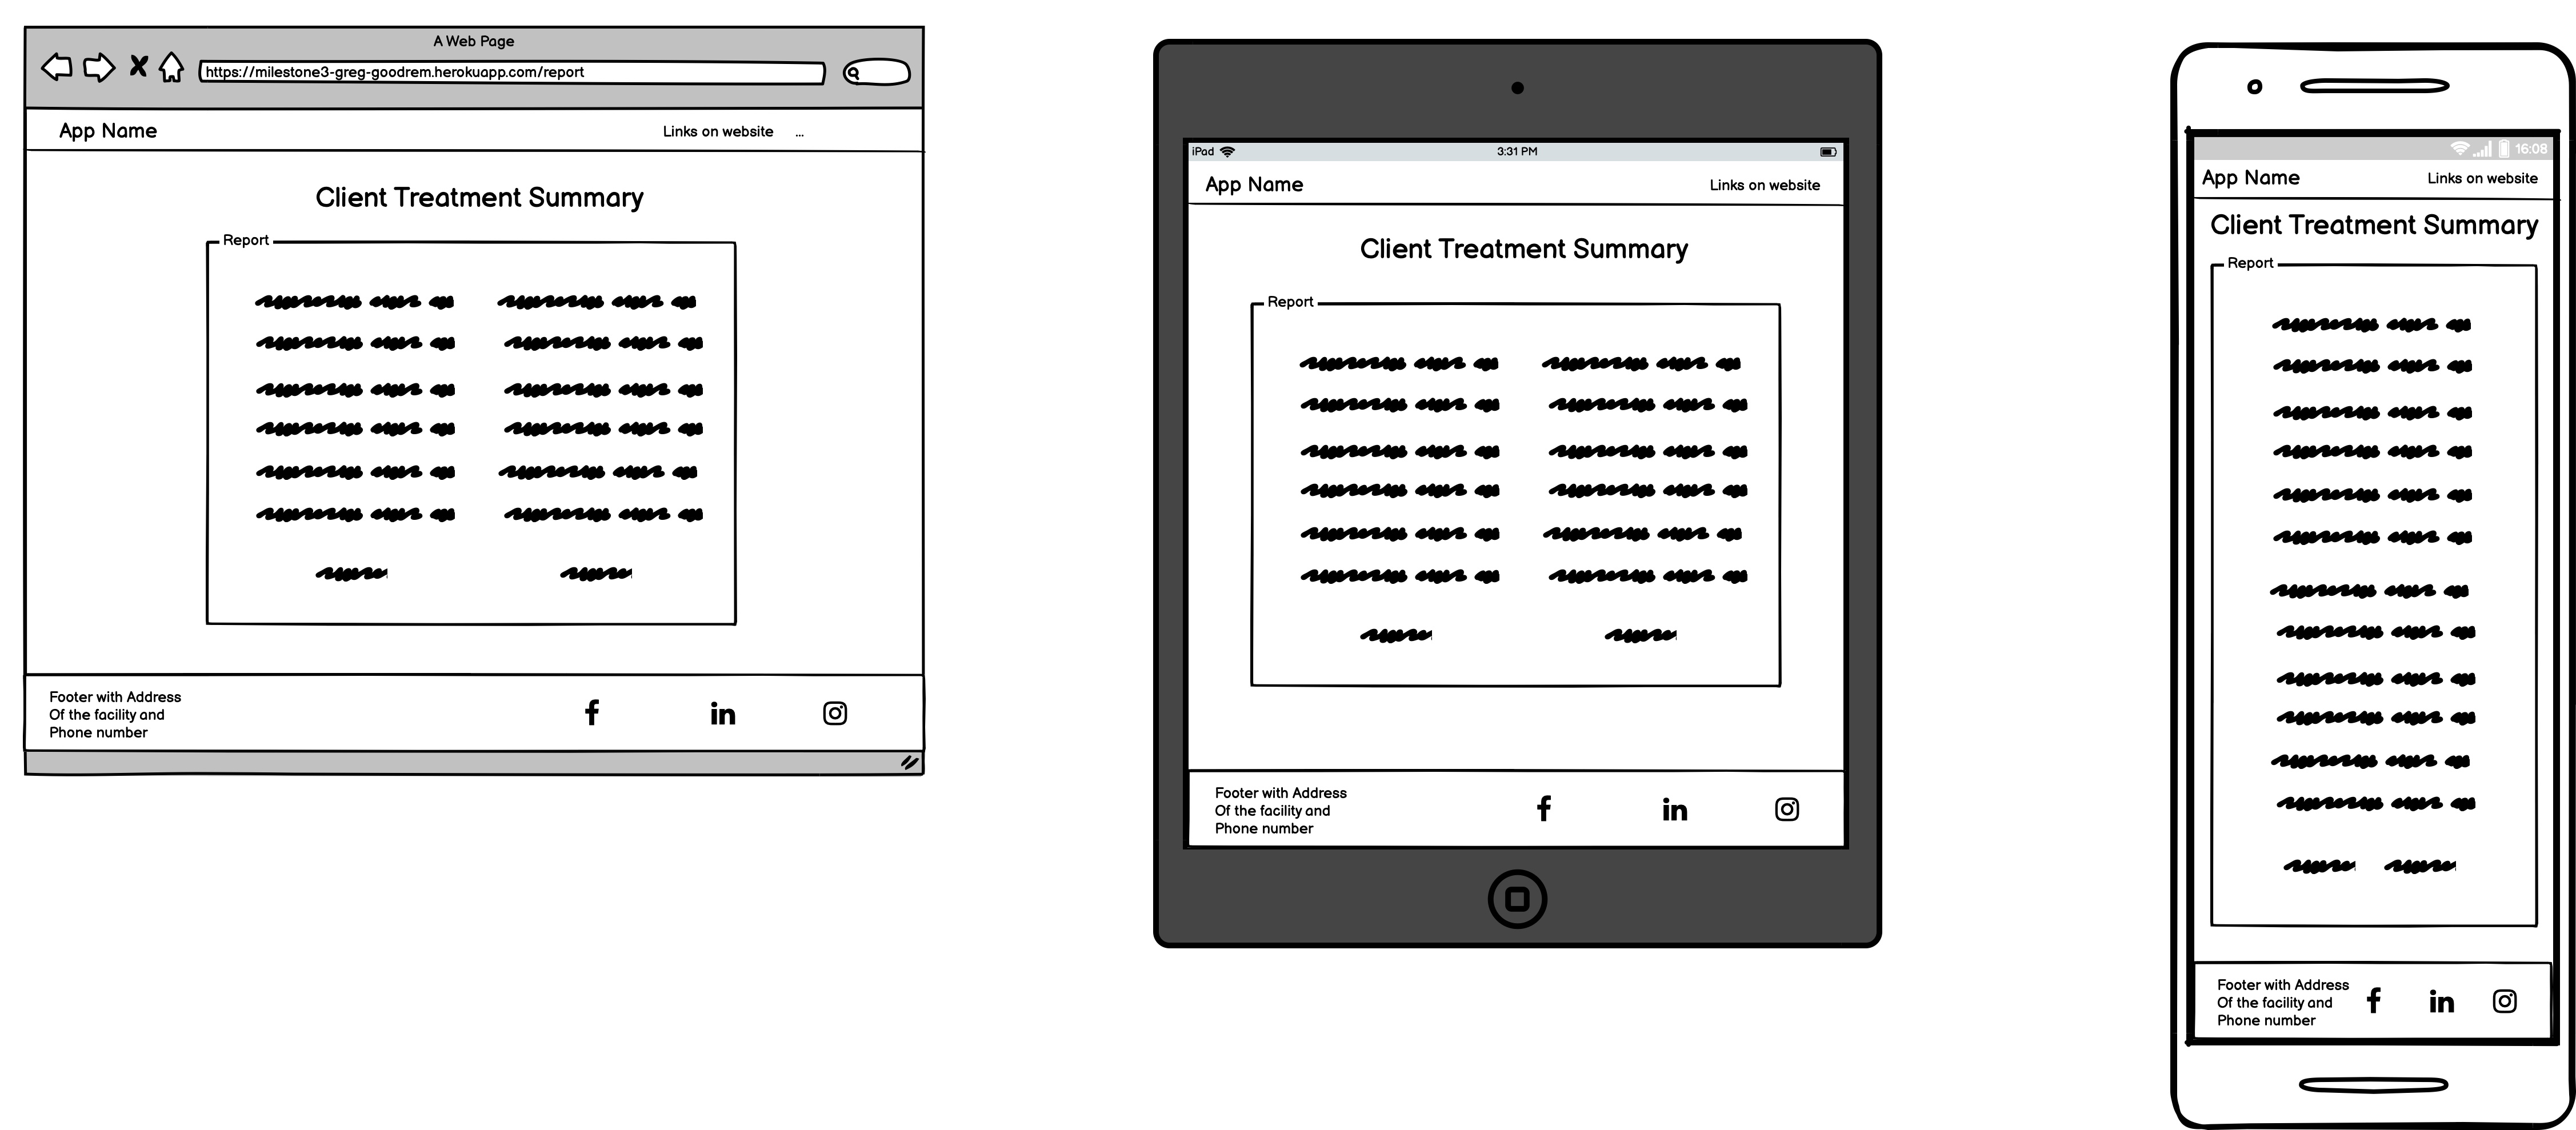 A Web Page
https://milestone3-greg-goodrem.herokuapp.com/report
App Name
Links on website ...
Client Treatment Summary
Report
Footer with Address
Of the facility and
Phone number
f
in
iPad
3:31 PM
App Name
Links on website
Client Treatment Summary
Report
Footer with Address
Of the facility and
Phone number
f
in
16:08
App Name
Links on website
Client Treatment Summary
Report
Footer with Address
Of the facility and
Phone number
f
in